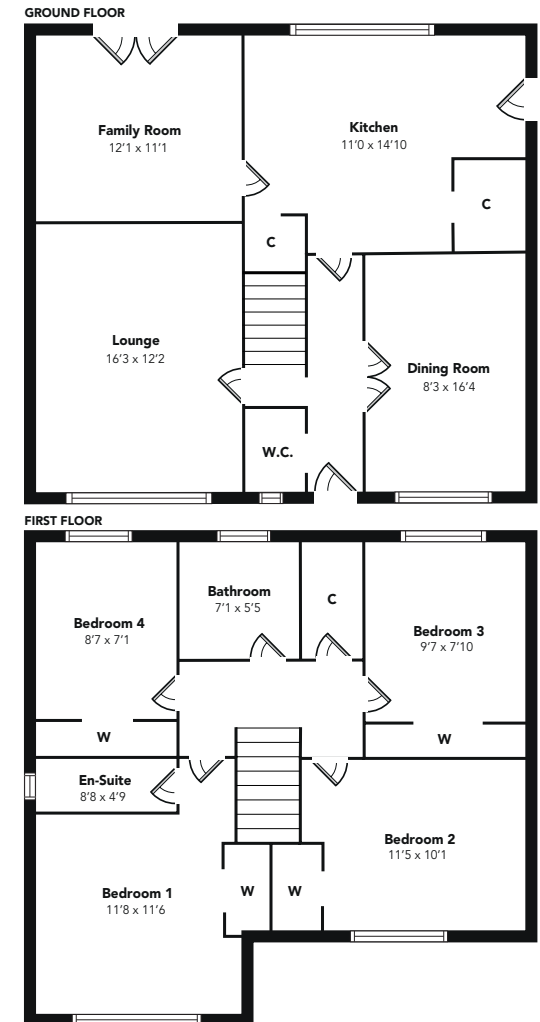 GROUND FLOOR
Family Room
12’1 x 11’1
Kitchen
11’0 x 14’10
C
C
Lounge
16’3 x 12’2
Dining Room
8’3 x 16’4
W.C.
FIRST FLOOR
Bedroom 4
8’7 x 7’1
Bathroom
7’1 x 5’5
C
Bedroom 3
9’7 x 7’10
W
W
En-Suite
8’8 x 4’9
Bedroom 2
11’5 x 10’1
Bedroom 1
11’8 x 11’6
W
W